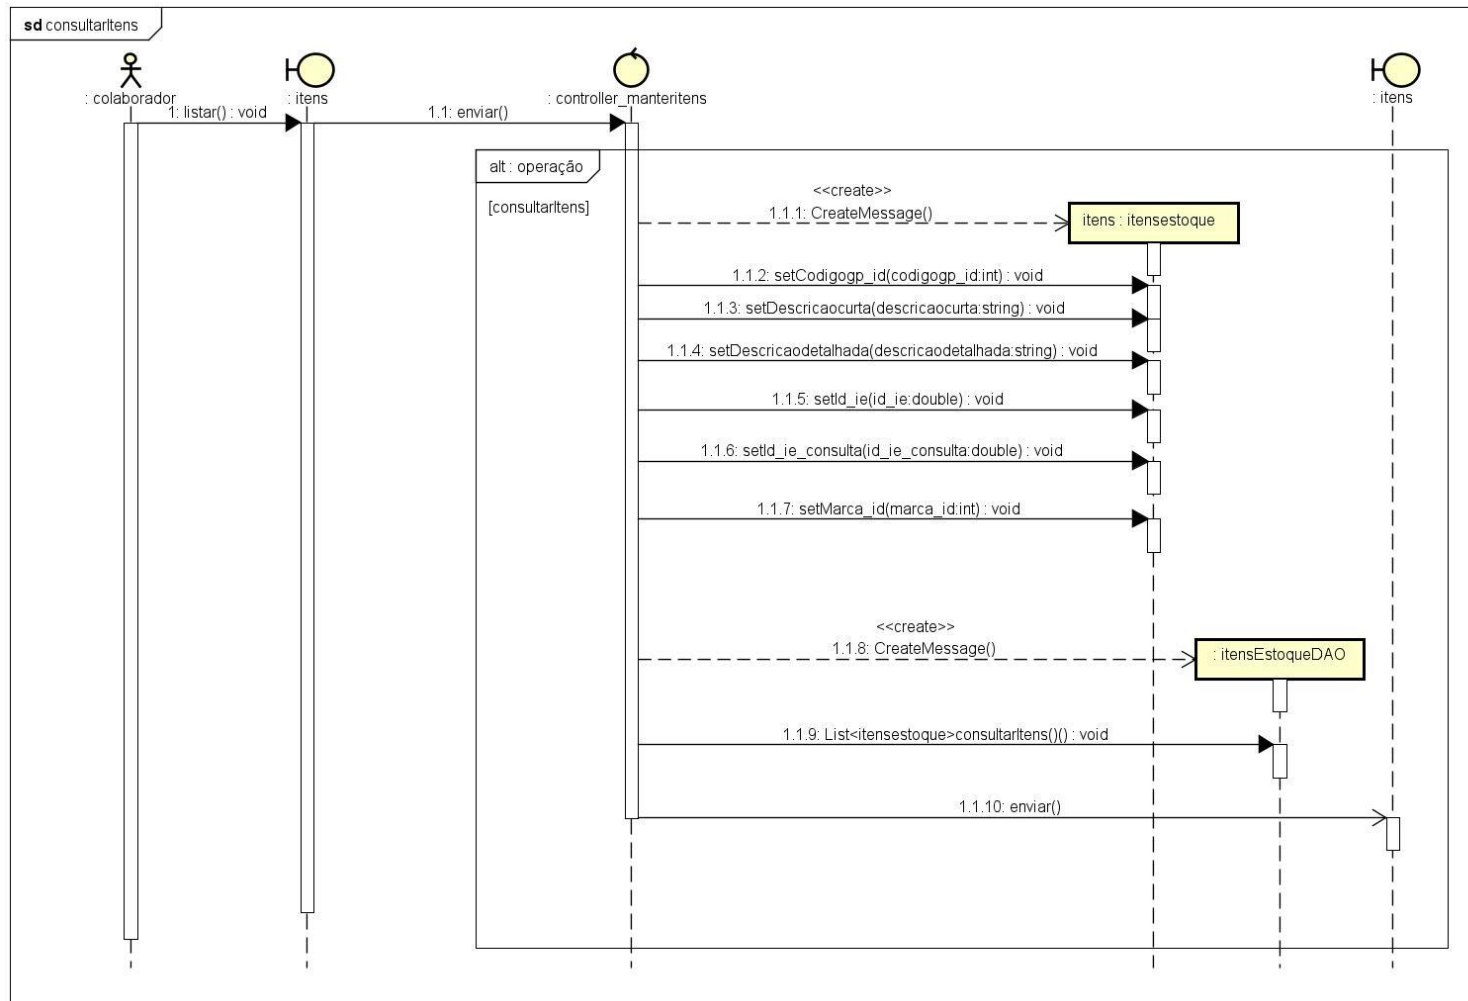 sd consultarItens
: colaborador
: itens
: controller_manteritens
: itens
1: listar() : void
1.1: enviar()
alt : operação
[consultarItens]
<<create>>
1.1.1: CreateMessage()
itens : itensestoque
1.1.2: setCodigogp_id(codigogp_id:int) : void
1.1.3: setDescricaocurta(descricaocurta:string) : void
1.1.4: setDescricaodetalhada(descricaodetalhada:string) : void
1.1.5: setId_ie(id_ie:double) : void
1.1.6: setId_ie_consulta(id_ie_consulta:double) : void
1.1.7: setMarca_id(marca_id:int) : void
<<create>>
1.1.8: CreateMessage()
: itensEstoqueDAO
1.1.9: List<itensestoque>consultarItens()() : void
1.1.10: enviar()